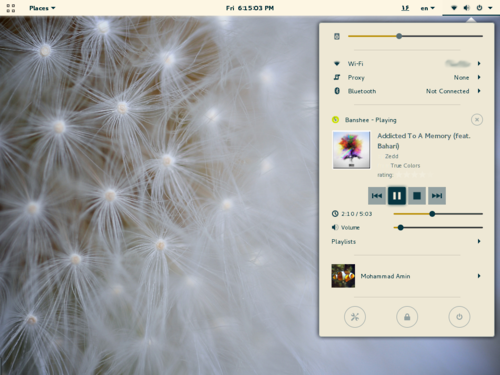 Places
Fri 6:15:03 PM
en
Wi-Fi
Proxy None
Bluetooth Not Connected
Banshee - Playing
Addicted To A Memory (feat.
Bahari)
Zedd
True Colors
rating:
2:10 / 5:03
Volume
Playlists
Mohammad Amin